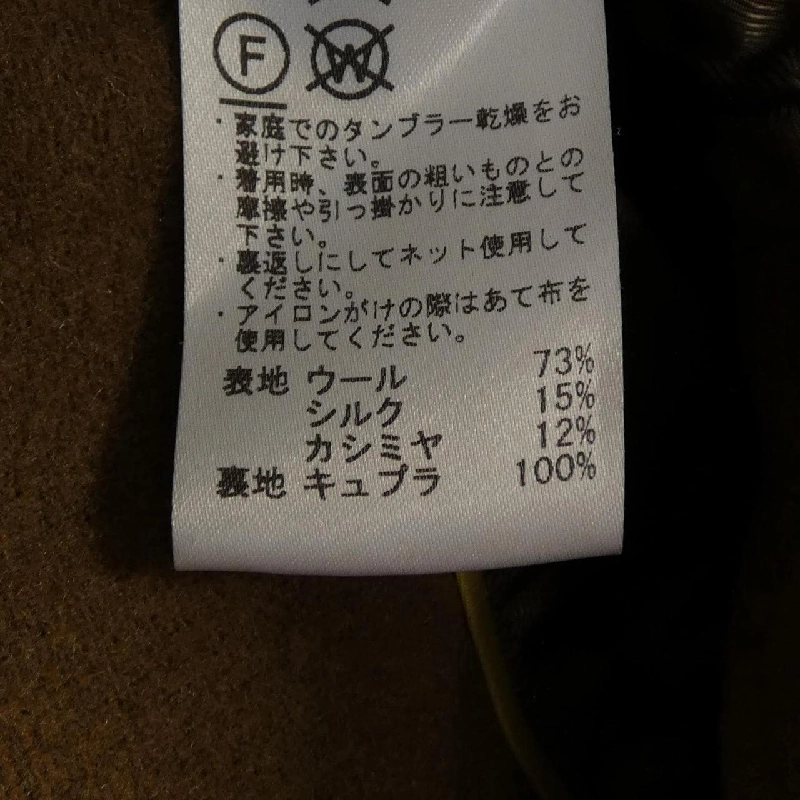 F W
・家庭でのタンブラー乾燥をお
避け下さい。
・着用時、表面の粗いものとの
摩擦や引っ掛かりに注意して
下さい。
・裏返しにしてネット使用して
ください。
・アイロンがけの際はあて布を
使用してください。
表地 ウール 73%
シルク 15%
カシミヤ 12%
裏地 キュプラ 100%